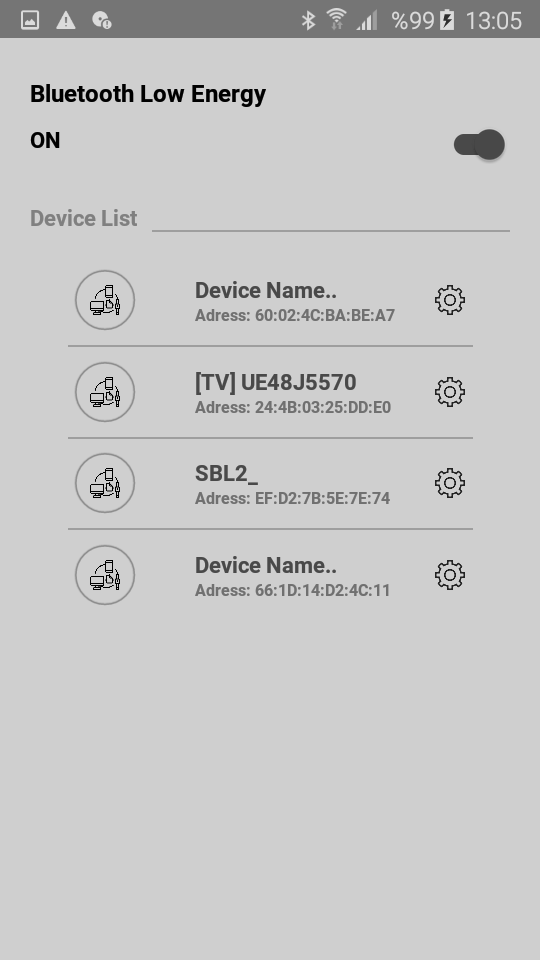 %99 13:05
Bluetooth Low Energy
ON
Device List
Device Name..
Adress: 60:02:4C:BA:BE:A7
[TV] UE48J5570
Adress: 24:4B:03:25:DD:E0
SBL2_
Adress: EF:D2:7B:5E:7E:74
Device Name..
Adress: 66:1D:14:D2:4C:11